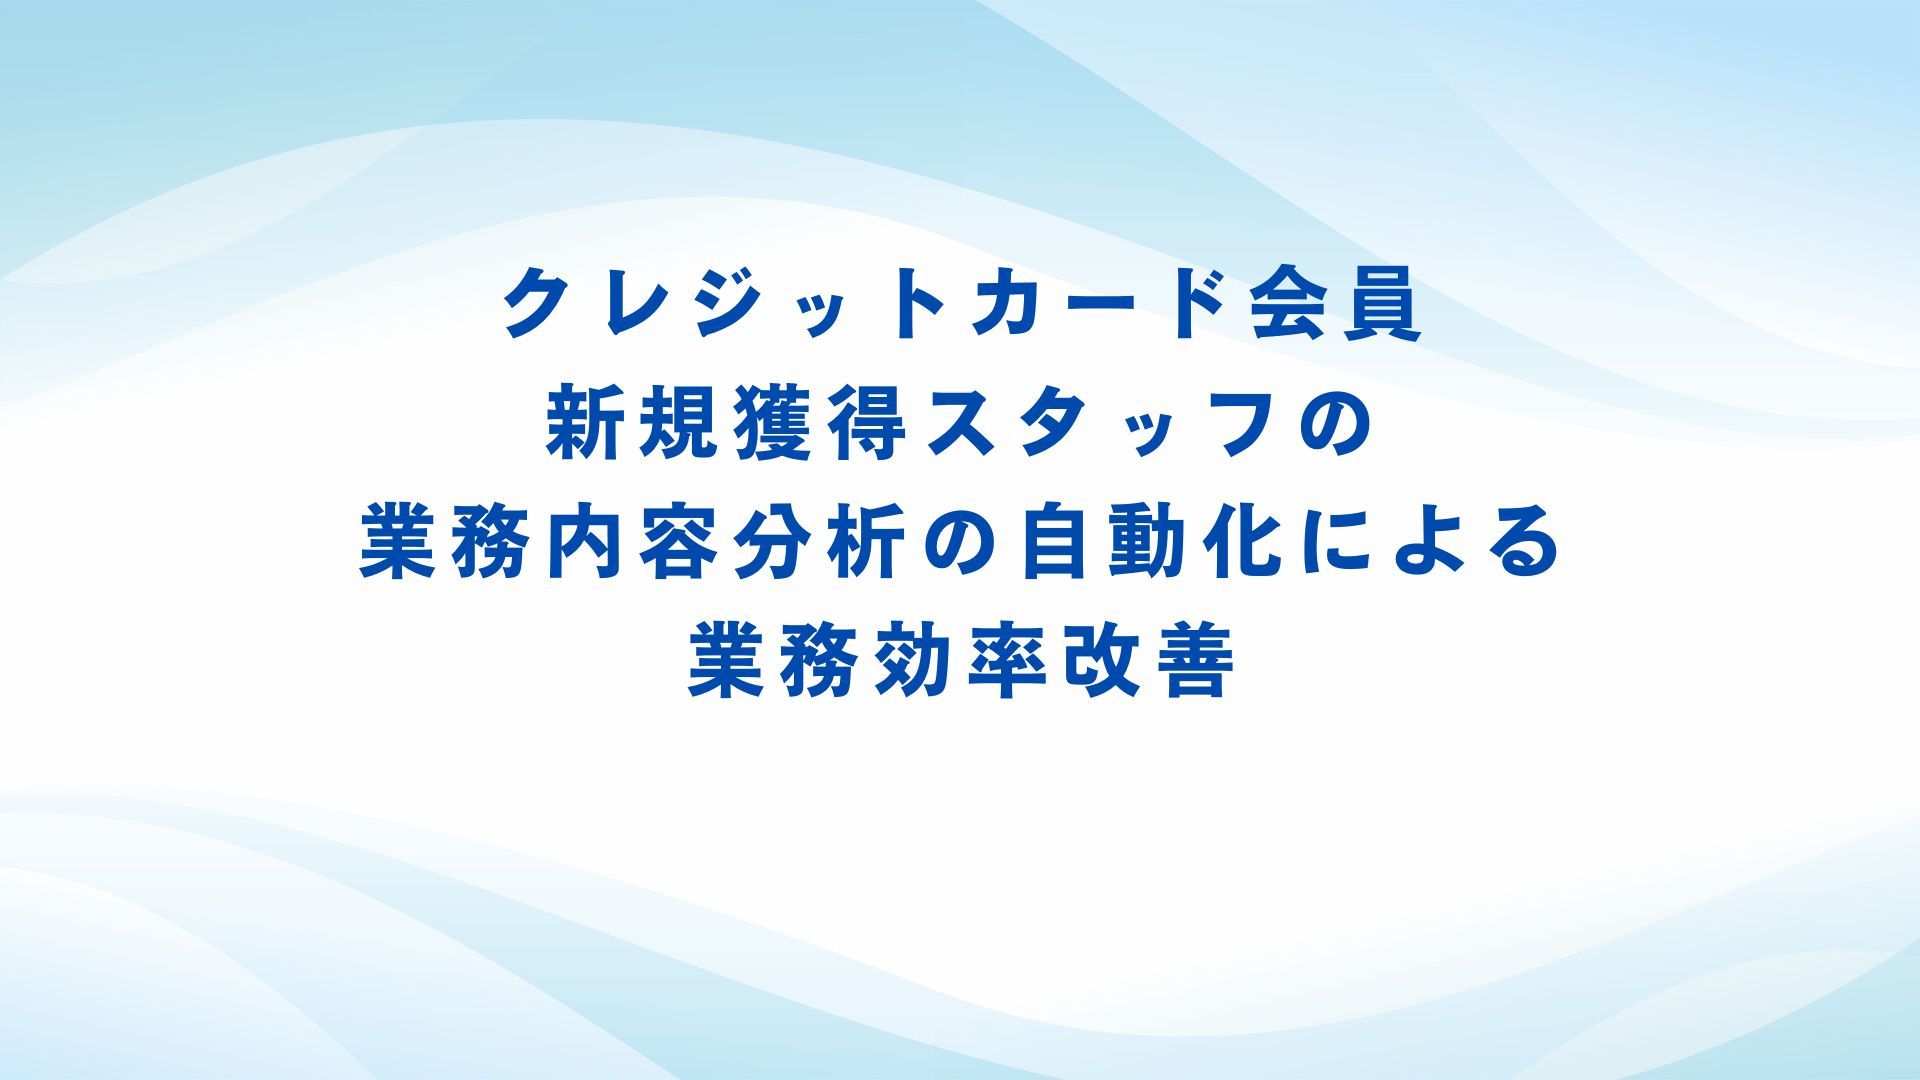 クレジットカード会員
新規獲得スタッフの
業務内容分析の自動化による
業務効率改善